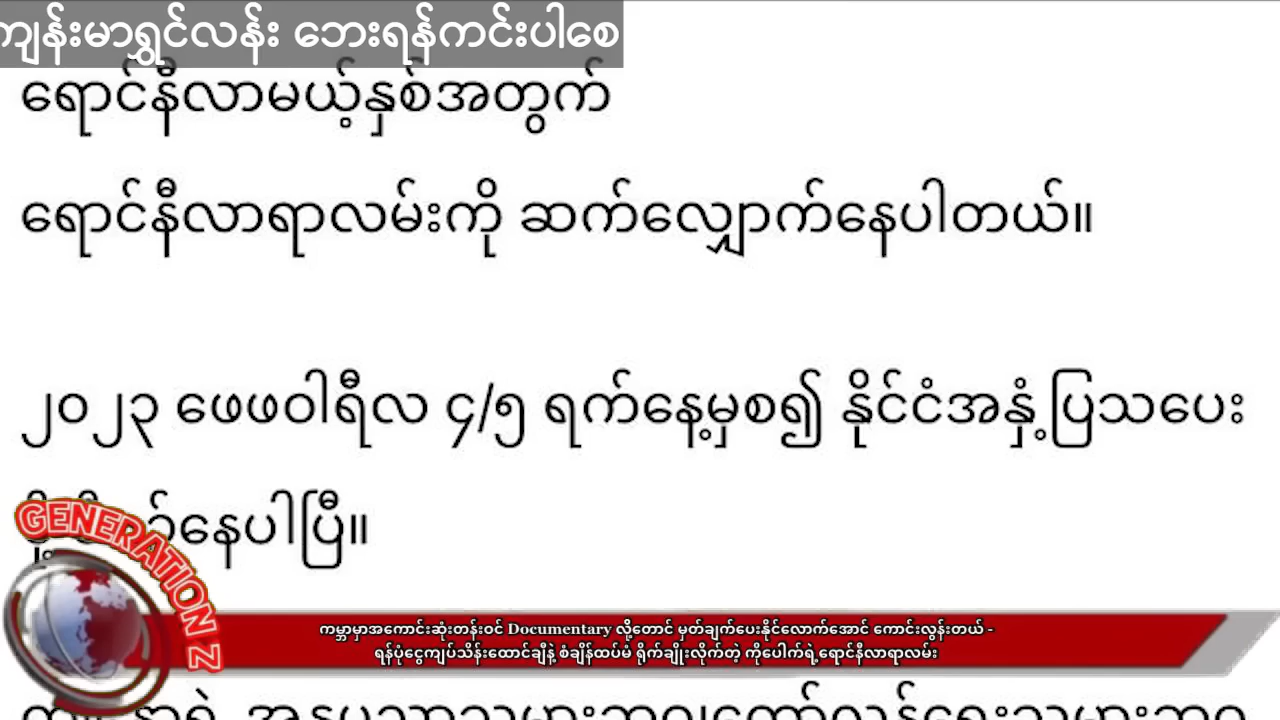 ကျန်းမာရွှင်လန်း ဘေးရန်ကင်းပါစေ
ရောင်နီလာမယ့်နှစ်အတွက်
ရောင်နီလာရာလမ်းကို ဆက်လျှောက်နေပါတယ်။
၂၀၂၃ ဖေဖဝါရီလ ၄/၅ ရက်နေ့မှစ၍ နိုင်ငံအနှံ့ပြသပေး
နေပါပြီ။
GENERATION Z
ကမ္ဘာမှာအကောင်းဆုံးတန်းဝင် Documentary လို့တောင် မှတ်ချက်ပေးနိုင်လောက်အောင် ကောင်းလွန်းတယ် -
ရန်ပုံငွေကျပ်သိန်းထောင်ချီနဲ့ စံချိန်ထပ်မံ ရိုက်ချိုးလိုက်တဲ့ ကိုပေါက်ရဲ့ရောင်နီလာရာလမ်း